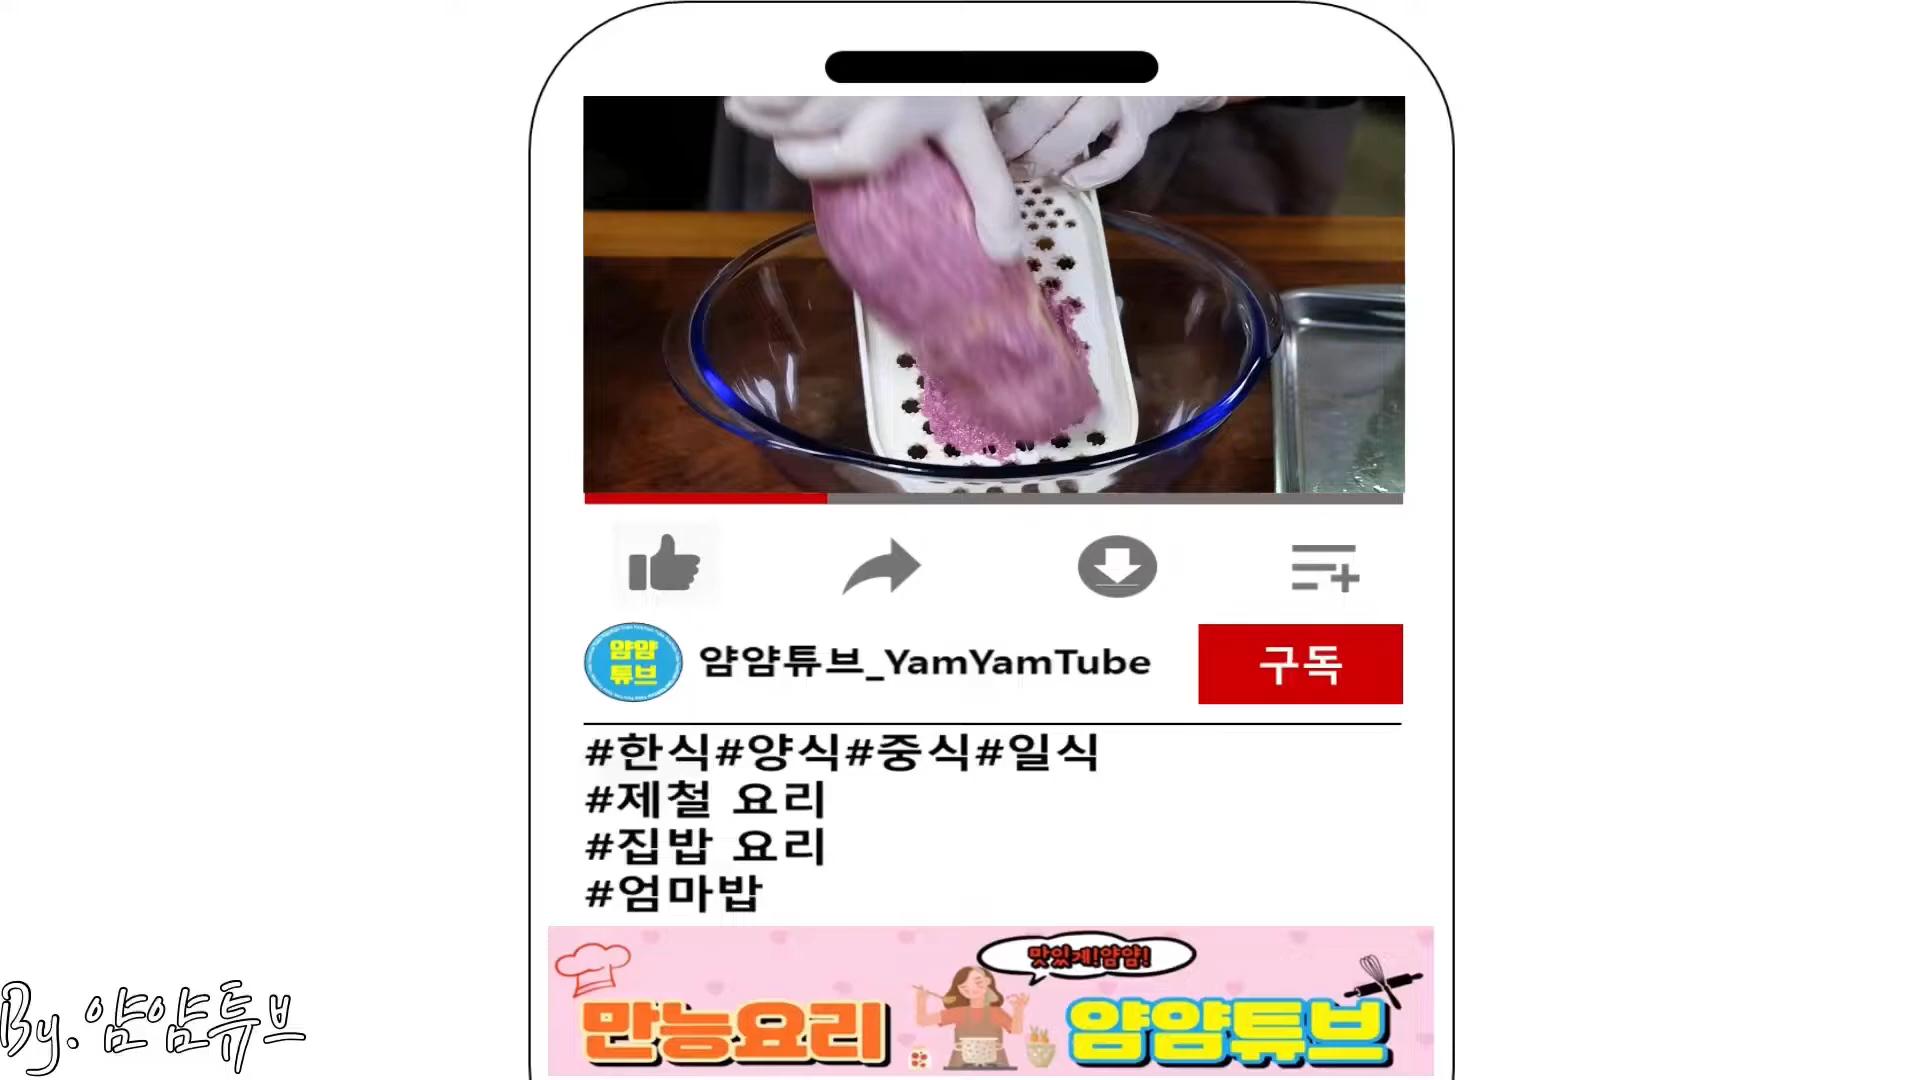 얌얌
튜브
얌얌튜브_YamYamTube
구독
#한식#양식#중식#일식
#제철 요리
#집밥 요리
#엄마밥
맛있게!얌얌!
만능요리
얌얌튜브
By. 얌얌튜브